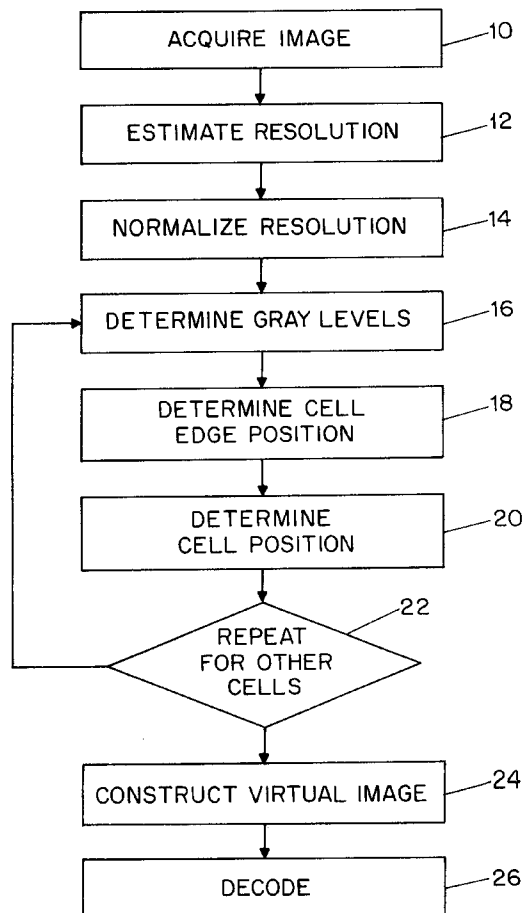 ACQUIRE IMAGE
10
ESTIMATE RESOLUTION
12
NORMALIZE RESOLUTION
14
DETERMINE GRAY LEVELS
16
DETERMINE CELL
EDGE POSITION
18
DETERMINE
CELL POSITION
20
REPEAT
FOR OTHER
CELLS
22
CONSTRUCT VIRTUAL IMAGE
24
DECODE
26